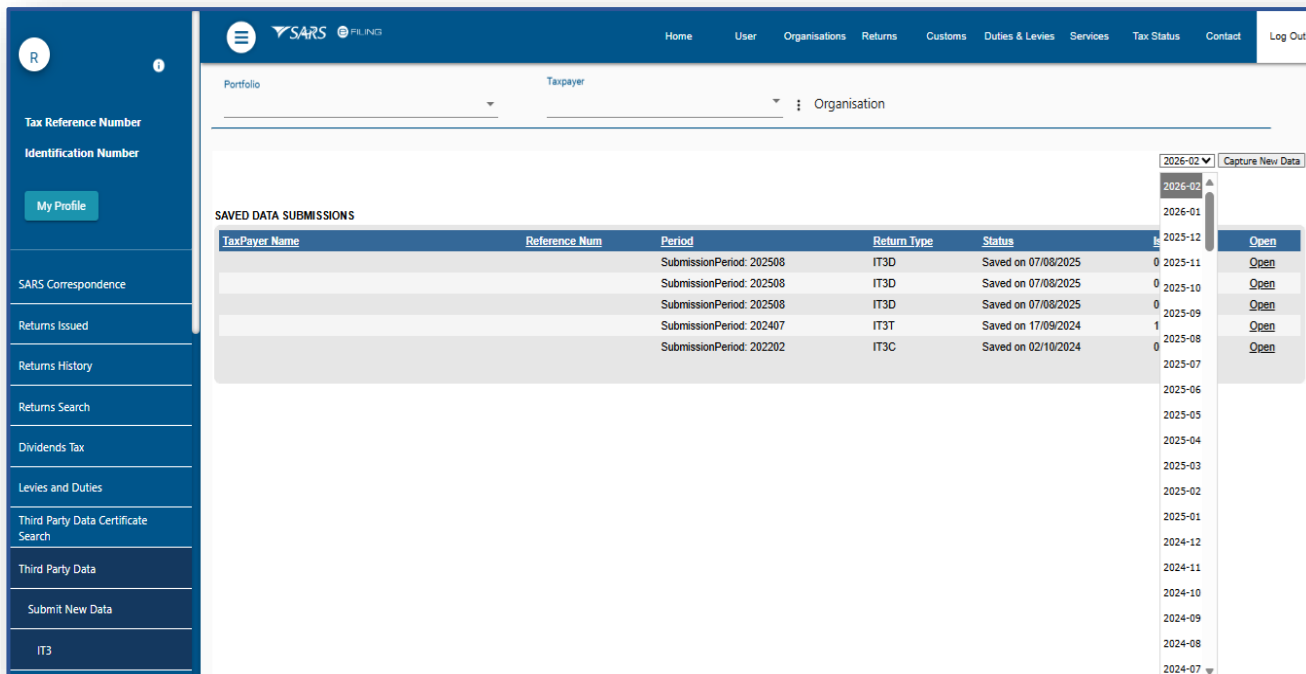 R
i
Tax Reference Number
Identification Number
My Profile
SARS Correspondence
Returns Issued
Returns History
Returns Search
Dividends Tax
Levies and Duties
Third Party Data Certificate
Search
Third Party Data
Submit New Data
IT3
SARS e FILING
Home User Organisations Returns Customs Duties & Levies Services Tax Status Contact Log Out
Portfolio Taxpayer
Organisation
2026-02 Capture New Data
SAVED DATA SUBMISSIONS
TaxPayer Name Reference Num Period Return Type Status Open
SubmissionPeriod: 202508 IT3D Saved on 07/08/2025 0 Open
SubmissionPeriod: 202508 IT3D Saved on 07/08/2025 0 Open
SubmissionPeriod: 202508 IT3D Saved on 07/08/2025 0 Open
SubmissionPeriod: 202407 IT3T Saved on 17/09/2024 1 Open
SubmissionPeriod: 202202 IT3C Saved on 02/10/2024 0 Open
2026-02
2026-01
2025-12
2025-11
2025-10
2025-09
2025-08
2025-07
2025-06
2025-05
2025-04
2025-03
2025-02
2025-01
2024-12
2024-11
2024-10
2024-09
2024-08
2024-07